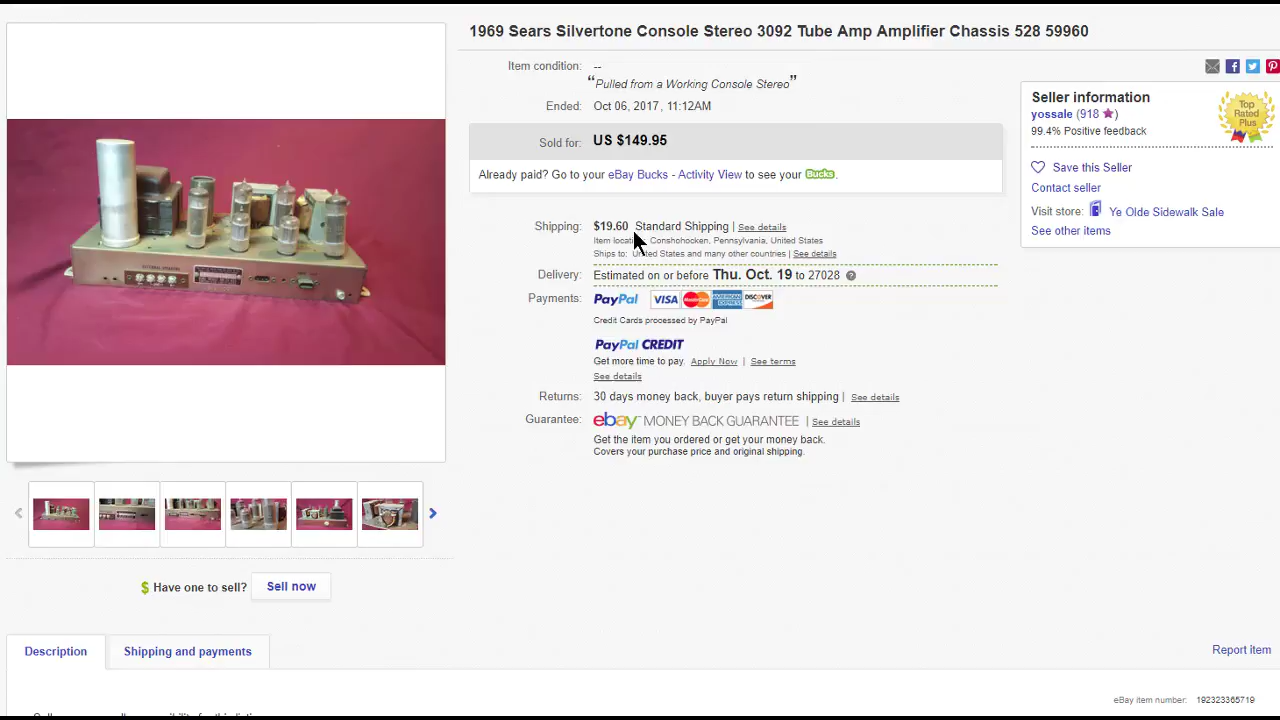 1969 Sears Silvertone Console Stereo 3092 Tube Amp Amplifier Chassis 528 59960
Item condition: --
“Pulled from a Working Console Stereo”
Ended: Oct 06, 2017, 11:12AM
Sold for: US $149.95
Already paid? Go to your eBay Bucks - Activity View to see your Bucks.
Shipping: $19.60 Standard Shipping | See details
Item Conshohocken, Pennsylvania, United States
Ships to: United States and many other countries | See details
Delivery: Estimated on or before Thu. Oct. 19 to 27028 ?
Payments: PayPal VISA MasterCard AMERICAN EXPRESS DISCOVER
Credit Cards processed by PayPal
PayPal CREDIT
Get more time to pay. Apply Now | See terms
See details
Returns: 30 days money back, buyer pays return shipping | See details
Guarantee: ebay MONEY BACK GUARANTEE | See details
Get the item you ordered or get your money back.
Covers your purchase price and original shipping.
Seller information
yossale (918 ★)
99.4% Positive feedback
Top Rated Plus
Save this Seller
Contact seller
Visit store: Ye Olde Sidewalk Sale
See other items
$ Have one to sell? Sell now
Description
Shipping and payments
Report item
eBay item number: 192323365719